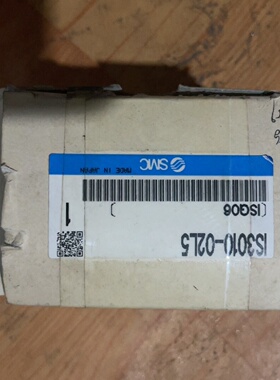 SMC
MADE IN JAPAN
(ISG06 )
1
IS3010-02L5